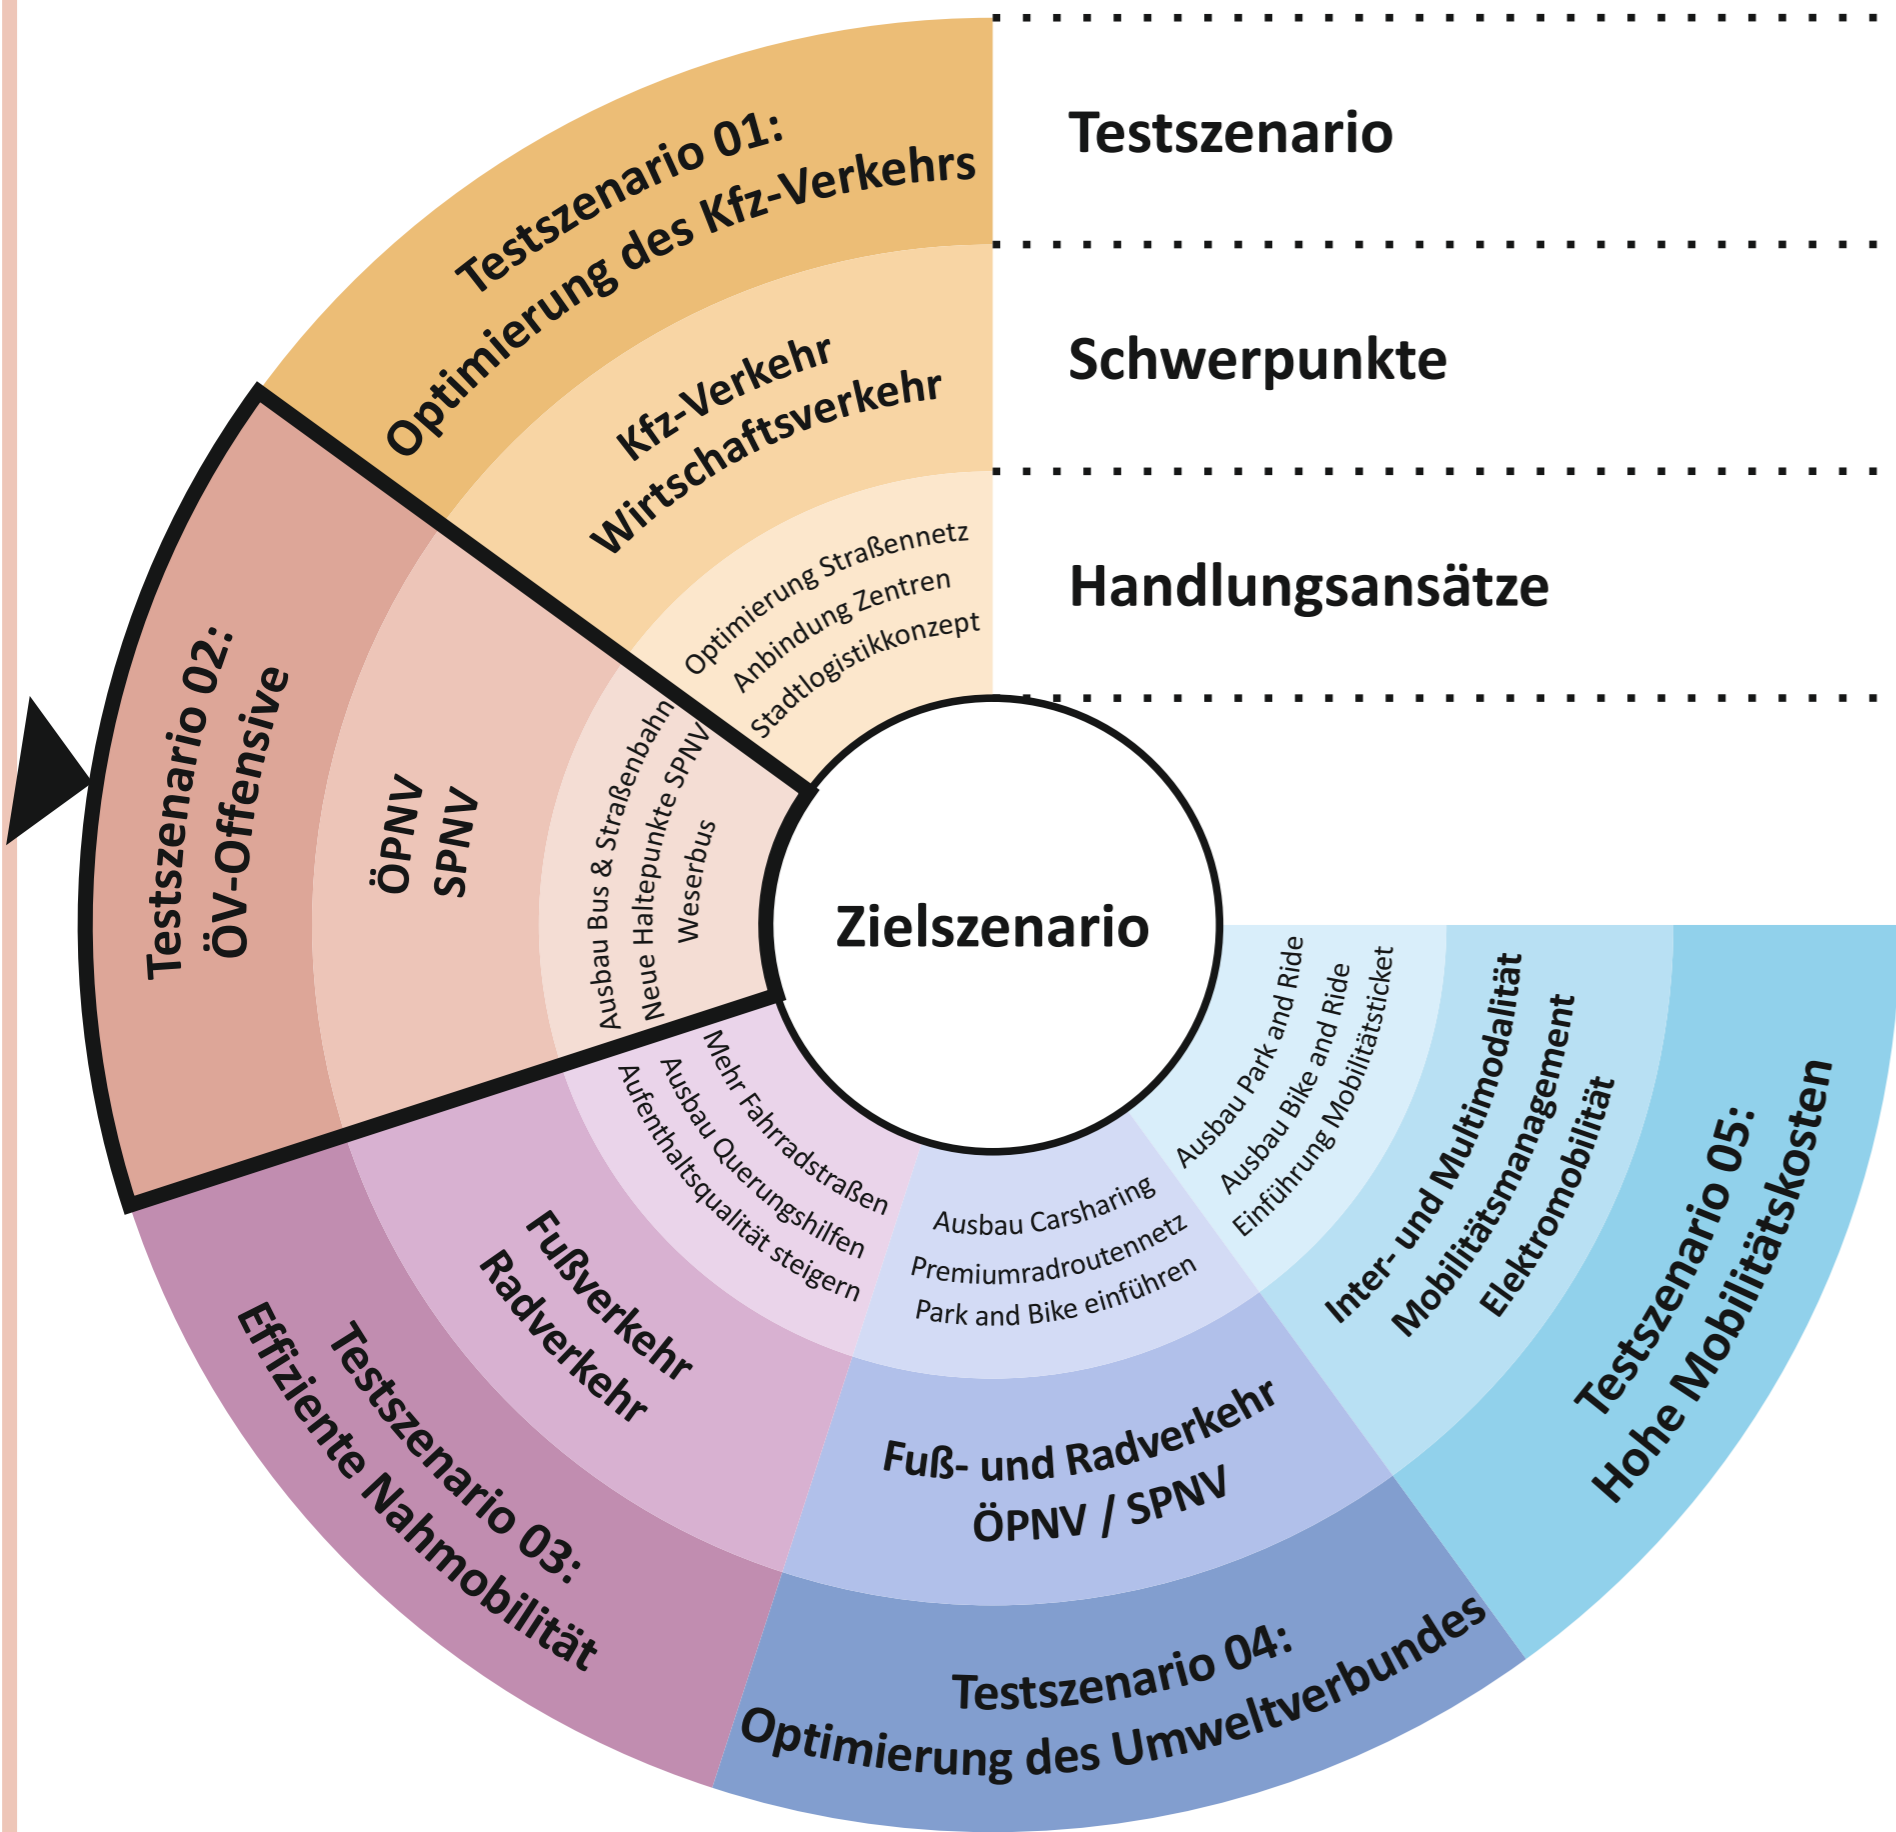 Testszenario
Schwerpunkte
Handlungsansätze
Zielszenario
Testszenario 01:
Optimierung des Kfz-Verkehrs
Kfz-Verkehr
Wirtschaftsverkehr
Optimierung Straßennetz
Anbindung Zentren
Stadtlogistikkonzept
Testszenario 02:
ÖV-Offensive
ÖPNV
SPNV
Ausbau Bus & Straßenbahn
Neue Haltepunkte SPNV
Weserbus
Testszenario 03:
Effiziente Nahmobilität
Fußverkehr
Radverkehr
Mehr Fahrradstraßen
Ausbau Querungshilfen
Aufenthaltsqualität steigern
Testszenario 04:
Optimierung des Umweltverbundes
Fuß- und Radverkehr
ÖPNV / SPNV
Ausbau Carsharing
Premiumradroutennetz
Park and Bike einführen
Testszenario 05:
Hohe Mobilitätskosten
Inter- und Multimodalität
Mobilitätsmanagement
Elektromobilität
Ausbau Park and Ride
Ausbau Bike and Ride
Einführung Mobilitätsticket